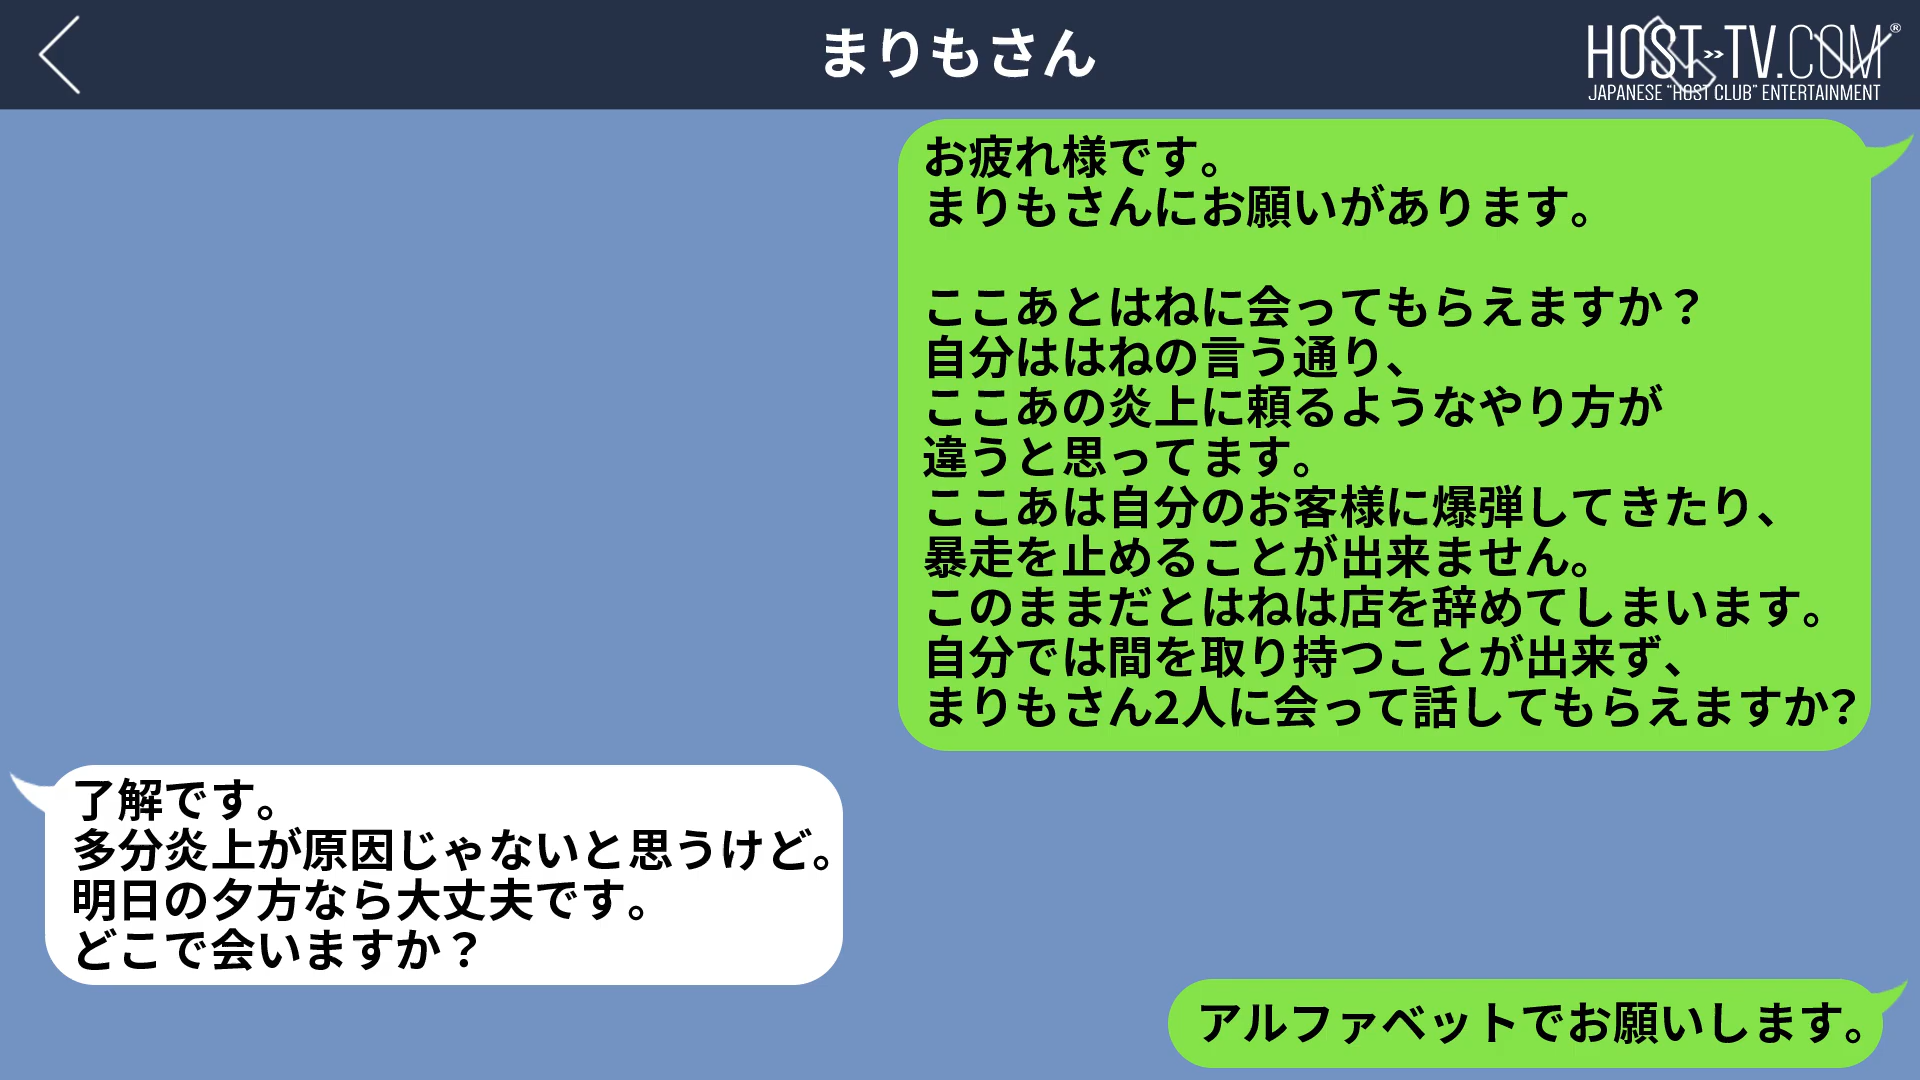 まりもさん
HOST TV.COM®
JAPANESE "HOST CLUB" ENTERTAINMENT
お疲れ様です。
まりもさんにお願いがあります。
ここあとはねに会ってもらえますか？
自分ははねの言う通り、
ここあの炎上に頼るようなやり方が
違うと思ってます。
ここあは自分のお客様に爆弾してきたり、
暴走を止めることが出来ません。
このままだとはねは店を辞めてしまいます。
自分では間を取り持つことが出来ず、
まりもさん2人に会って話してもらえますか?
了解です。
多分炎上が原因じゃないと思うけど。
明日の夕方なら大丈夫です。
どこで会いますか？
アルファベットでお願いします。